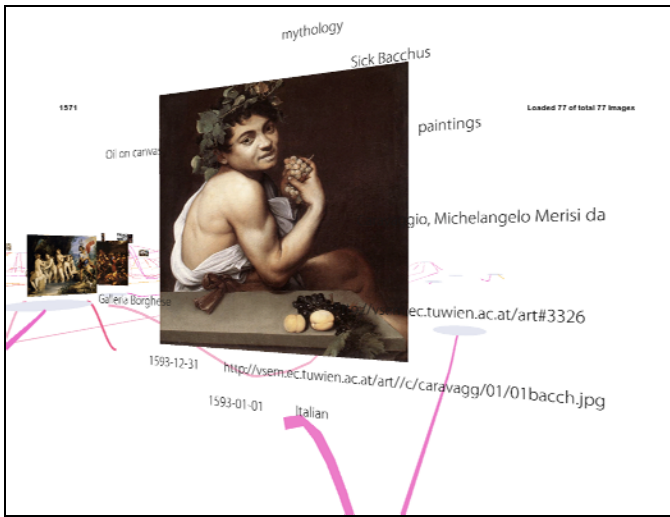 mythology
Sick Bacchus
1571
Loaded 77 of total 77 images
paintings
Oil on canvas
gio, Michelangelo Merisi da
Galleria Borghese
ec.tuwien.ac.at/art#3326
1593-12-31
http://vsem.ec.tuwien.ac.at/art//c/caravagg/01/01bacch.jpg
1593-01-01
Italian